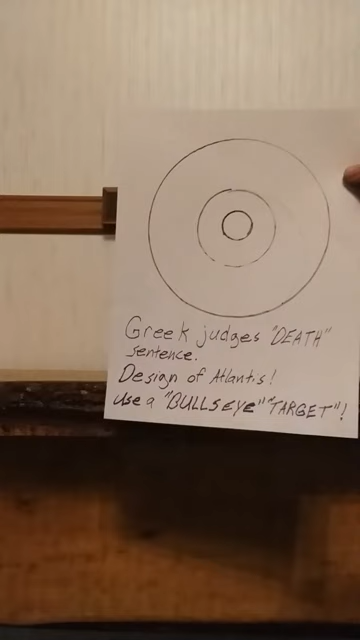 Greek judges "DEATH"
sentence.
Design of Atlantis!
Use a "BULLSEYE" "TARGET"!